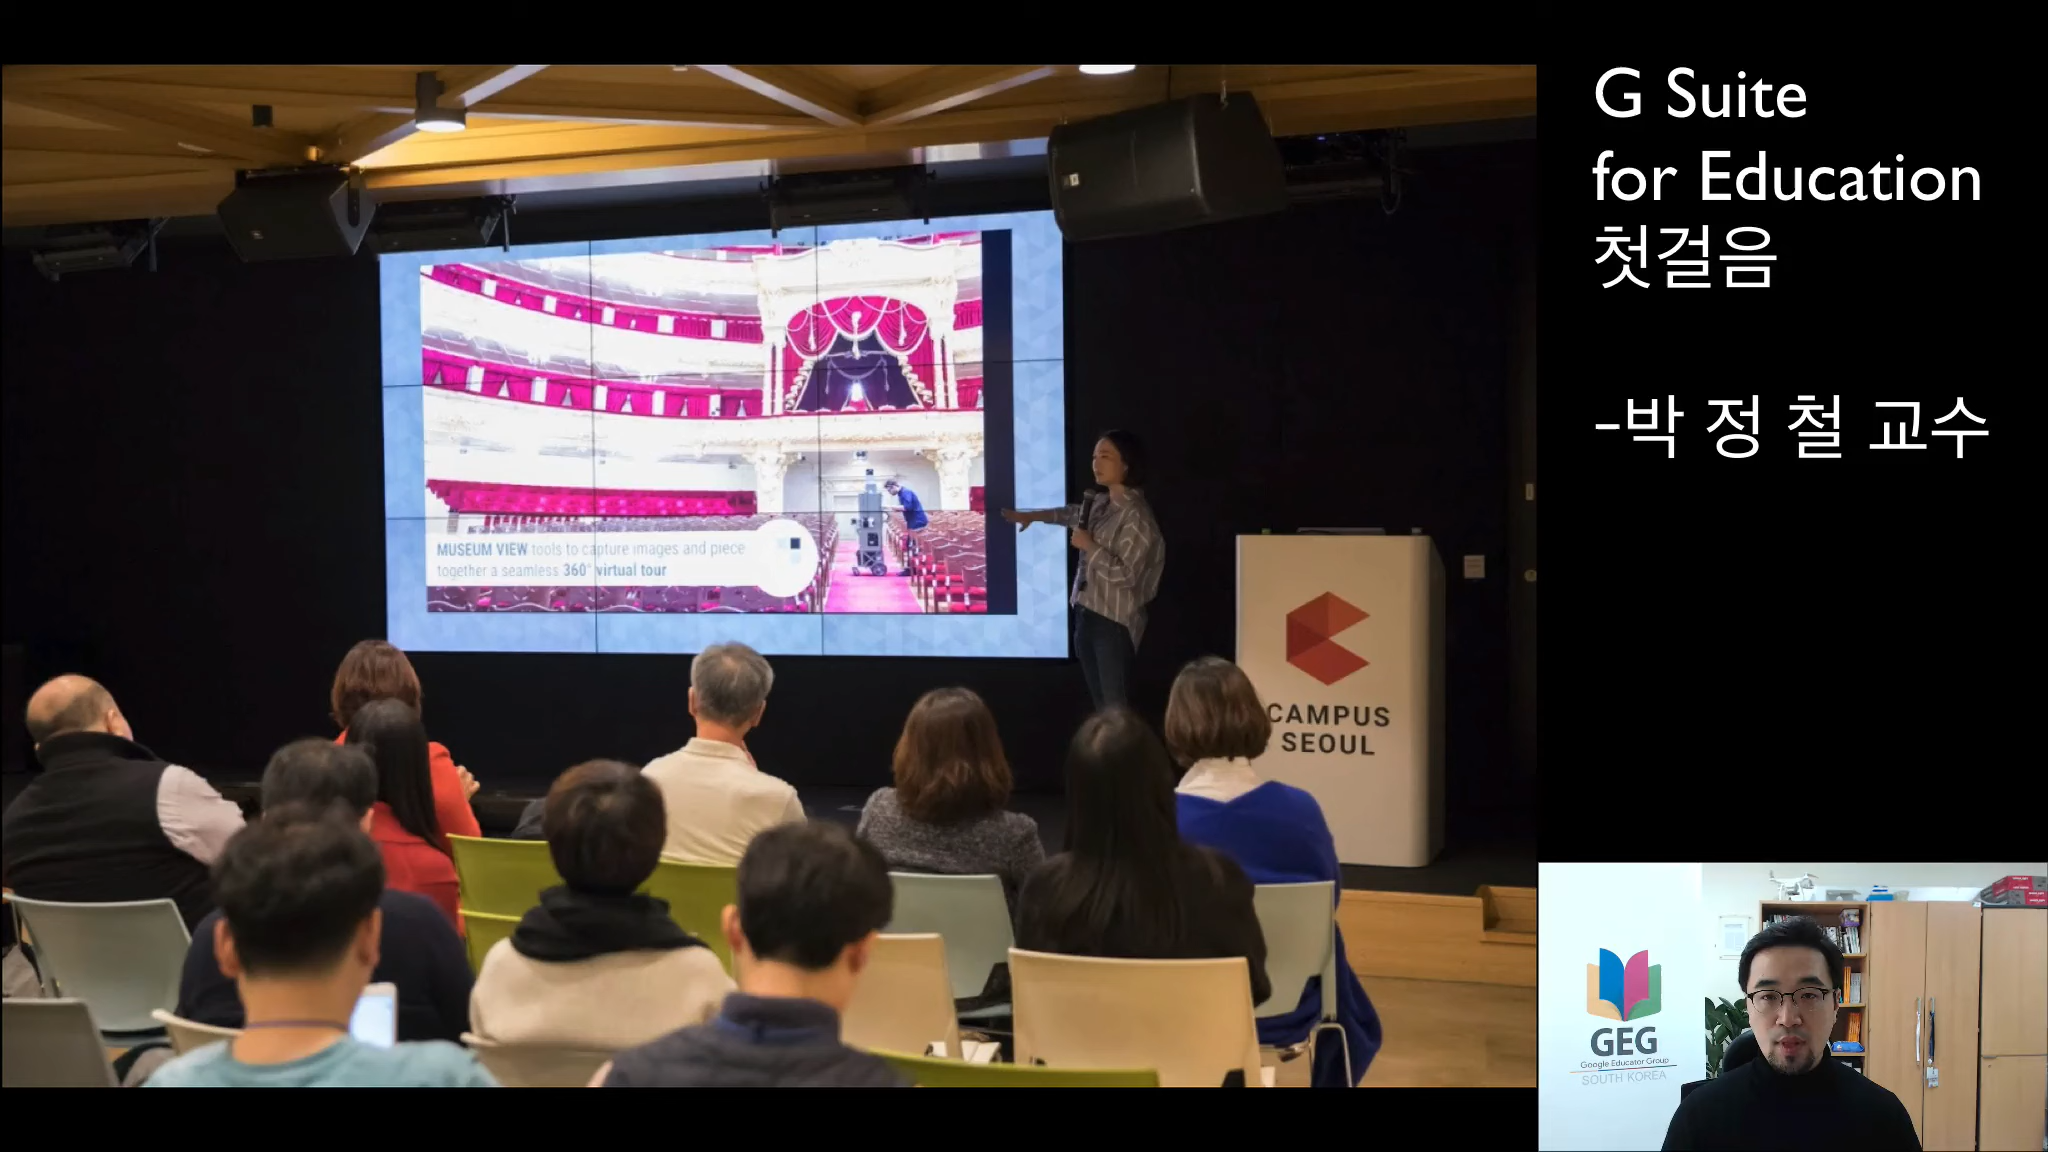 G Suite
for Education
첫걸음
-박 정 철 교수
MUSEUM VIEW tools to capture images and piece
together a seamless 360° virtual tour
CAMPUS
SEOUL
GEG
Google Educator Group
SOUTH KOREA